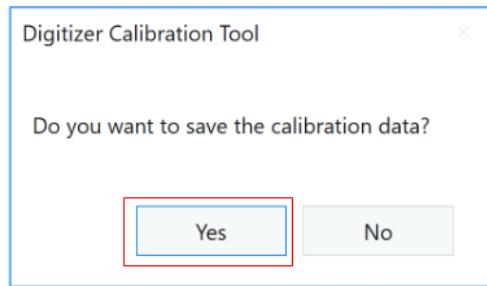 Digitizer Calibration Tool
Do you want to save the calibration data?
Yes No